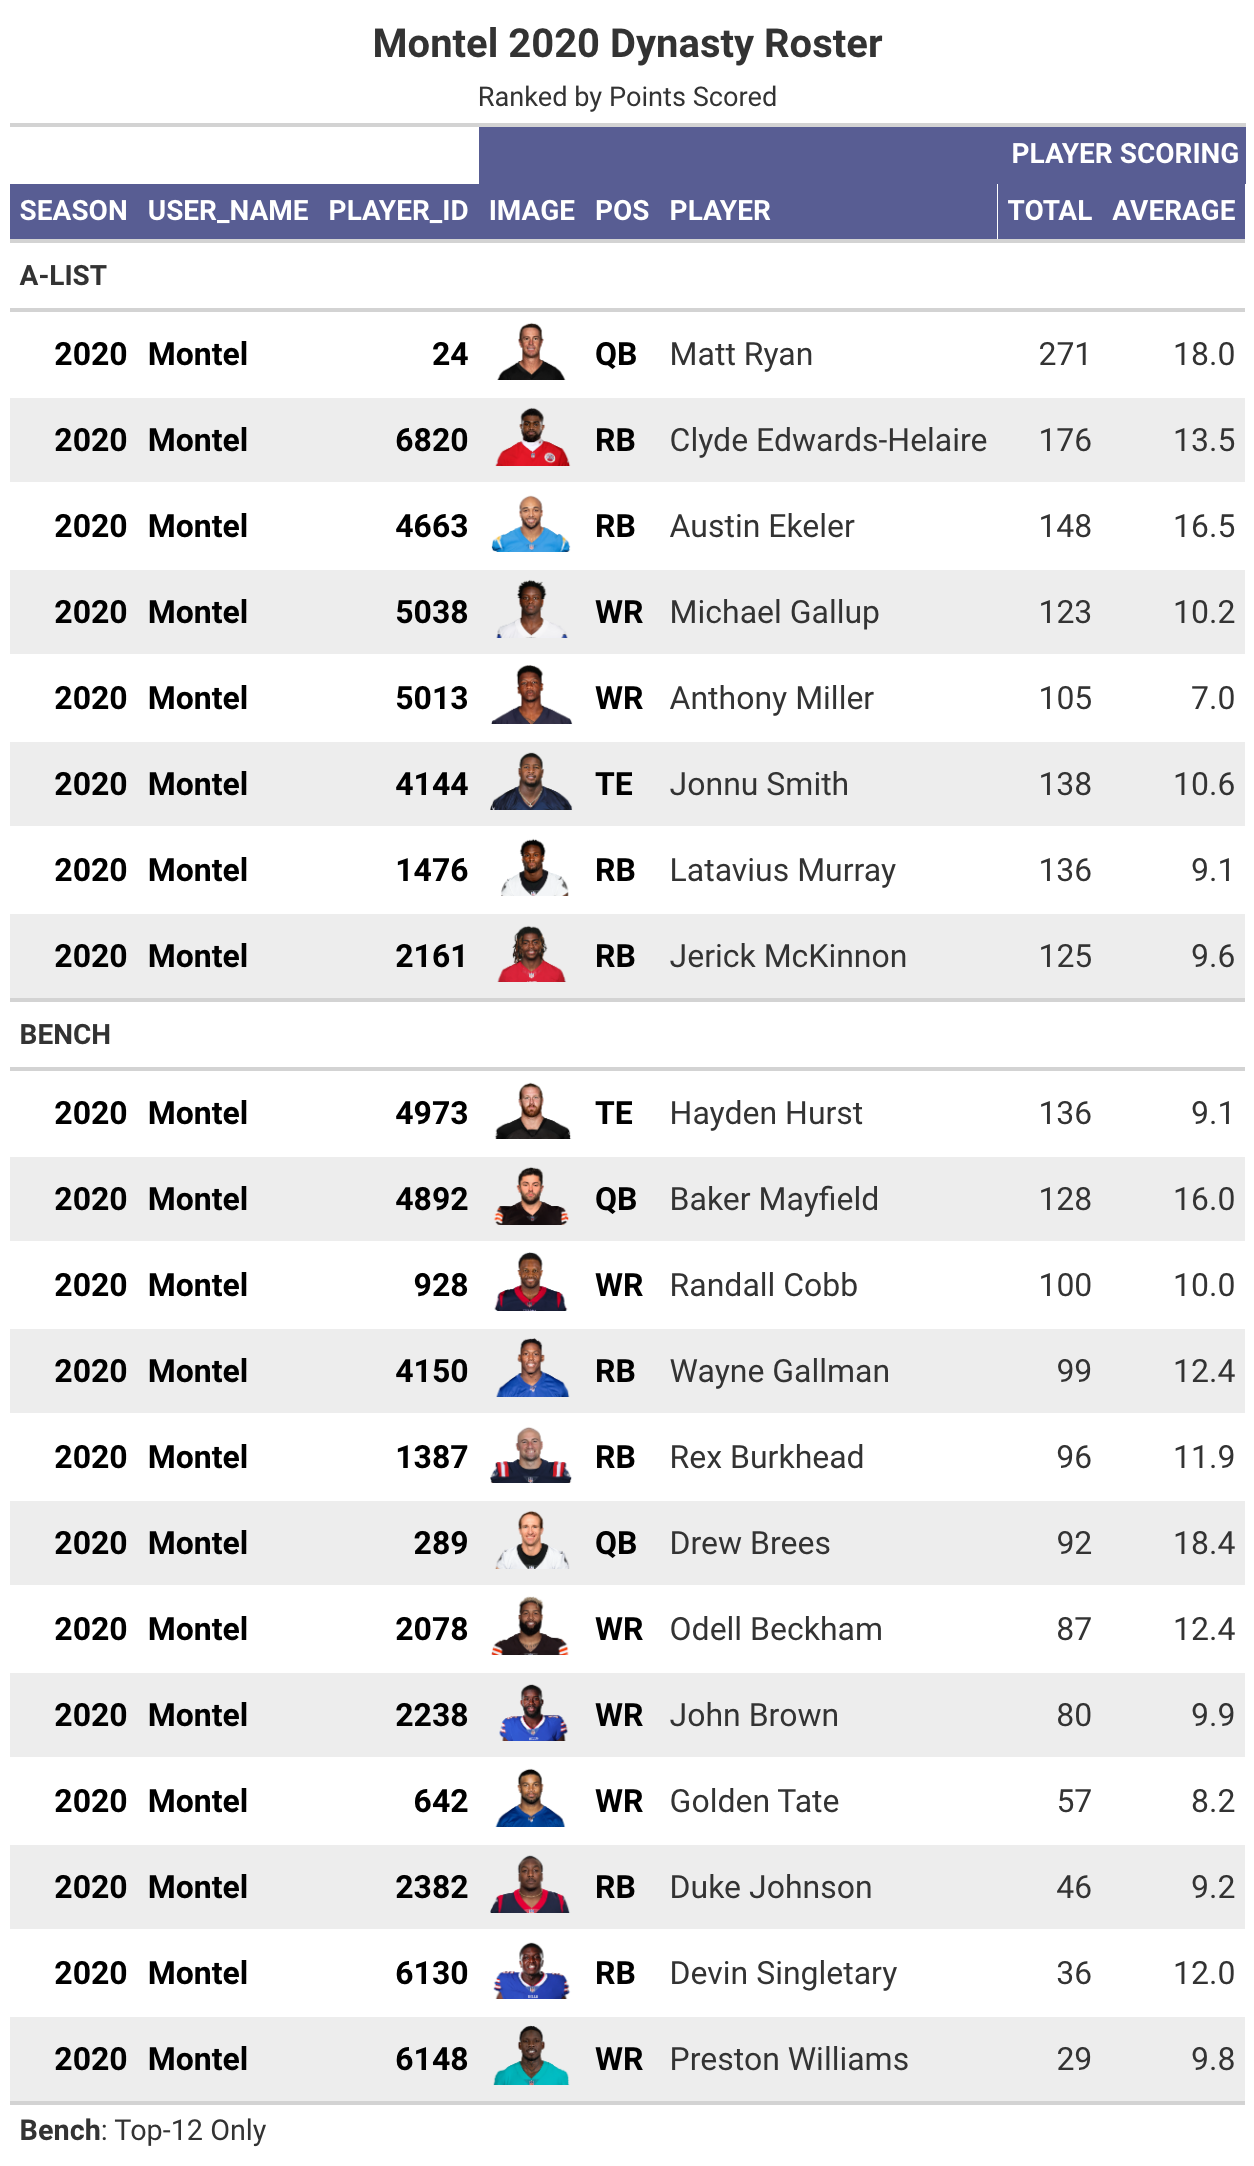 Montel 2020 Dynasty Roster
Ranked by Points Scored
PLAYER SCORING
SEASON USER_NAME PLAYER_ID IMAGE POS PLAYER TOTAL AVERAGE
A-LIST
2020 Montel 24 QB Matt Ryan 271 18.0
2020 Montel 6820 RB Clyde Edwards-Helaire 176 13.5
2020 Montel 4663 RB Austin Ekeler 148 16.5
2020 Montel 5038 WR Michael Gallup 123 10.2
2020 Montel 5013 WR Anthony Miller 105 7.0
2020 Montel 4144 TE Jonnu Smith 138 10.6
2020 Montel 1476 RB Latavius Murray 136 9.1
2020 Montel 2161 RB Jerick McKinnon 125 9.6
BENCH
2020 Montel 4973 TE Hayden Hurst 136 9.1
2020 Montel 4892 QB Baker Mayfield 128 16.0
2020 Montel 928 WR Randall Cobb 100 10.0
2020 Montel 4150 RB Wayne Gallman 99 12.4
2020 Montel 1387 RB Rex Burkhead 96 11.9
2020 Montel 289 QB Drew Brees 92 18.4
2020 Montel 2078 WR Odell Beckham 87 12.4
2020 Montel 2238 WR John Brown 80 9.9
2020 Montel 642 WR Golden Tate 57 8.2
2020 Montel 2382 RB Duke Johnson 46 9.2
2020 Montel 6130 RB Devin Singletary 36 12.0
2020 Montel 6148 WR Preston Williams 29 9.8
Bench: Top-12 Only